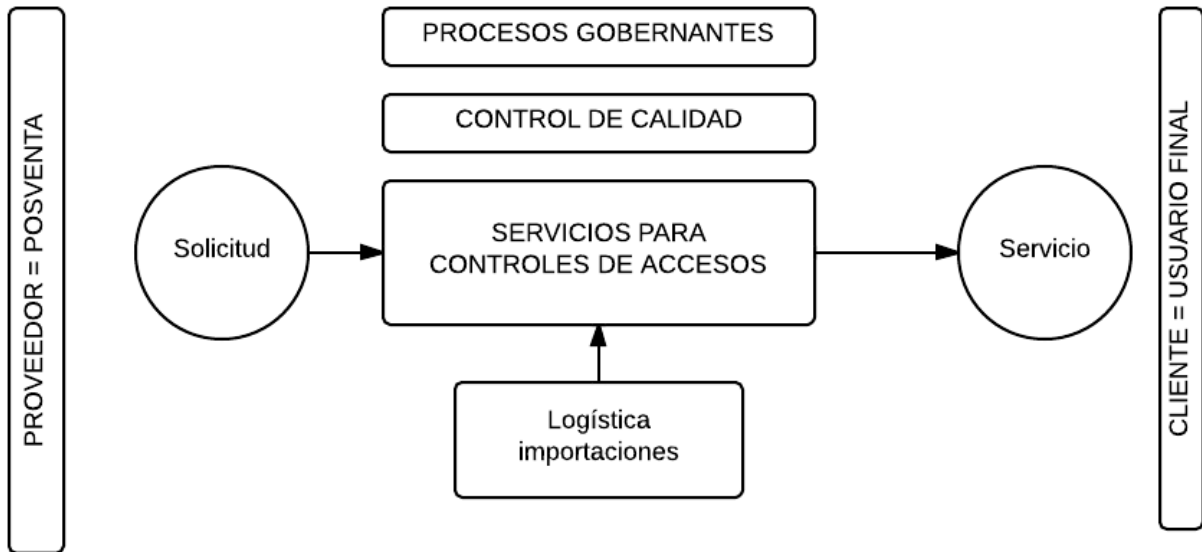 PROVEEDOR = POSVENTA
PROCESOS GOBERNANTES
CONTROL DE CALIDAD
Solicitud
SERVICIOS PARA
CONTROLES DE ACCESOS
Servicio
Logística
importaciones
CLIENTE = USUARIO FINAL